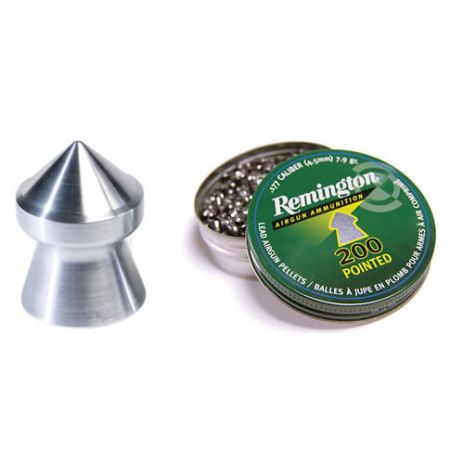 .177 CALIBER (4.5mm) 7.9 gr.
Remington
AIRGUN AMMUNITION
200
POINTED
LEAD AIRGUN PELLETS / BALLES À JUPE EN PLOMB POUR ARMES À AIR COMPRIMÉ